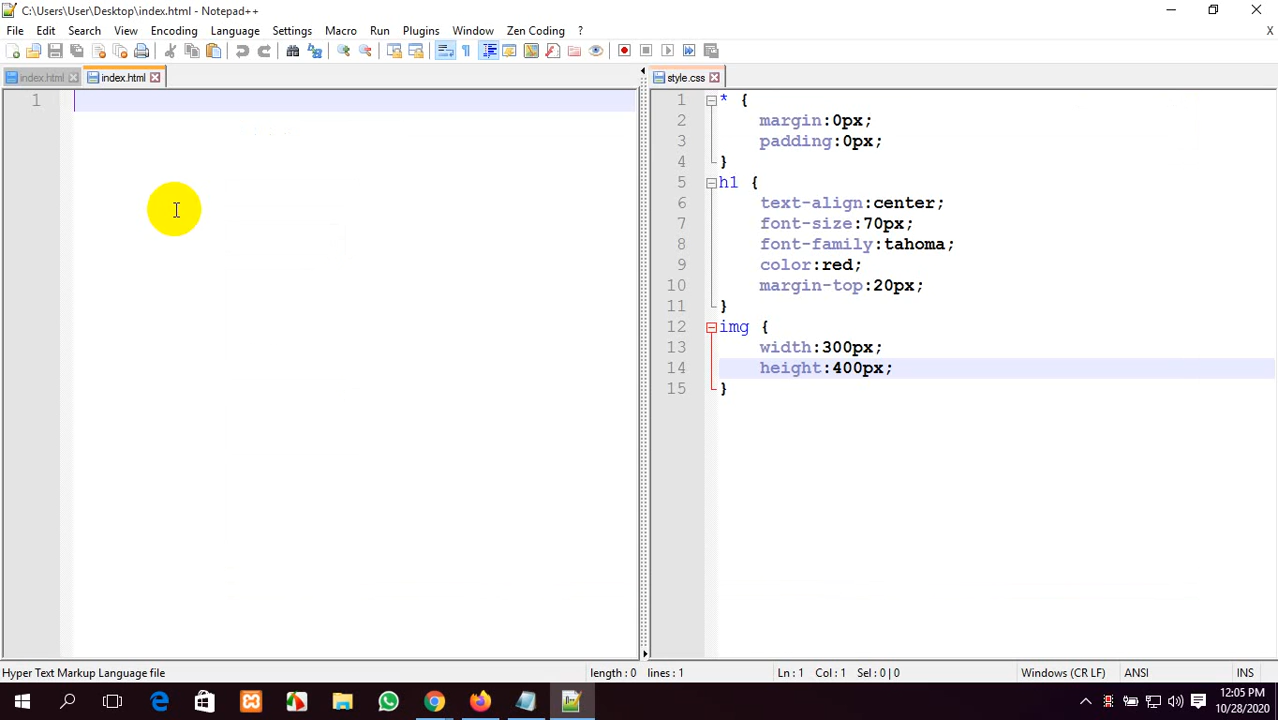 C:\Users\User\Desktop\index.html - Notepad++
File Edit Search View Encoding Language Settings Macro Run Plugins Window Zen Coding ? X
index.html index.html style.css
1
1 * {
2 margin:0px;
3 padding:0px;
4 }
5 h1 {
6 text-align:center;
7 font-size:70px;
8 font-family:tahoma;
9 color:red;
10 margin-top:20px;
11 }
12 img {
13 width:300px;
14 height:400px;
15 }
Hyper Text Markup Language file length : 0 lines : 1 Ln : 1 Col : 1 Sel : 0 | 0 Windows (CR LF) ANSI INS
12:05 PM
10/28/2020